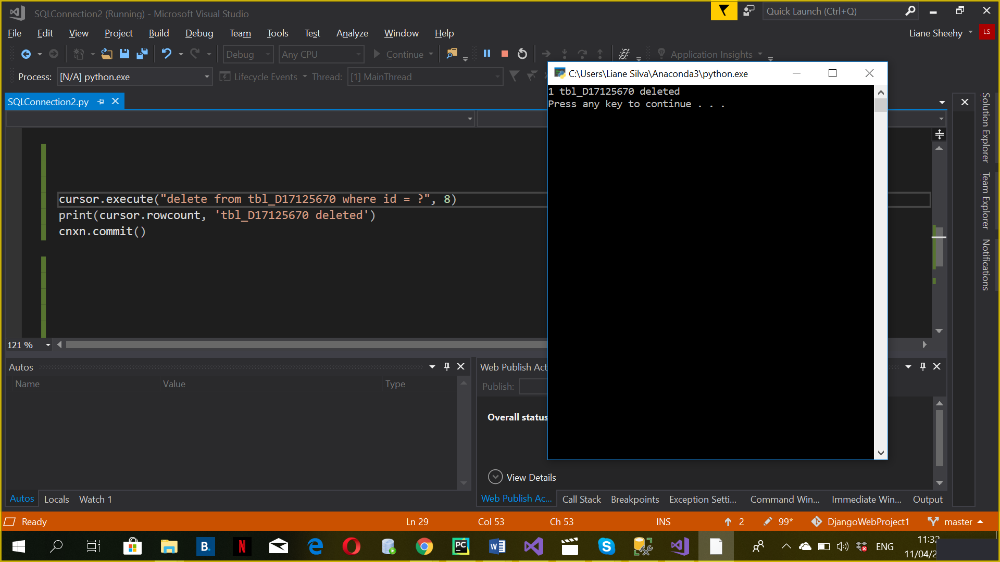 SQLConnection2 (Running) - Microsoft Visual Studio
Quick Launch (Ctrl+Q)
File Edit View Project Build Debug Team Tools Test Analyze Window Help
Liane Sheehy LS
Debug Any CPU Continue Application Insights
Process: [N/A] python.exe Lifecycle Events Thread: [1] MainThread
C:\Users\Liane Silva\Anaconda3\python.exe
1 tbl_D17125670 deleted
Press any key to continue . . .
SQLConnection2.py
cursor.execute("delete from tbl_D17125670 where id = ?", 8)
print(cursor.rowcount, 'tbl_D17125670 deleted')
cnxn.commit()
Solution Explorer
Team Explorer
Notifications
121 %
Autos
Name Value Type
Web Publish Act
Publish:
Overall status
View Details
Autos Locals Watch 1
Web Publish Ac... Call Stack Breakpoints Exception Setti... Command Win... Immediate Win... Output
Ready Ln 29 Col 53 Ch 53 INS 2 99* DjangoWebProject1 master
B. N PC W S ENG
11:32
11/04/2